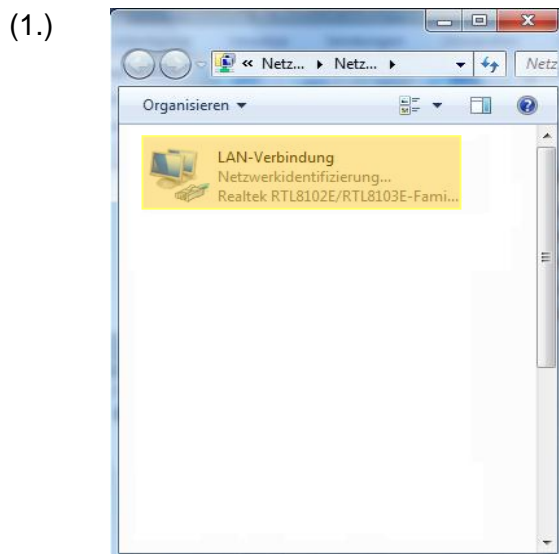 (1.)
« Netz... ▸ Netz... ▸ Netz
Organisieren ▾
LAN-Verbindung
Netzwerkidentifizierung...
Realtek RTL8102E/RTL8103E-Fami...